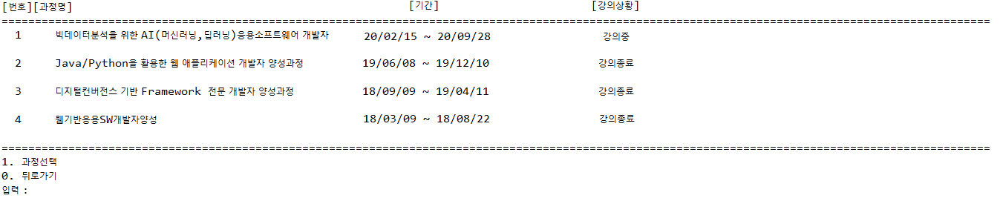 [번호][과정명] [기간] [강의상황]
====================================================================================================================================================
1 빅데이터분석을 위한 AI(머신러닝,딥러닝)응용소프트웨어 개발자 20/02/15 ~ 20/09/28 강의중
2 Java/Python을 활용한 웹 애플리케이션 개발자 양성과정 19/06/08 ~ 19/12/10 강의종료
3 디지털컨버전스 기반 Framework 전문 개발자 양성과정 18/09/09 ~ 19/04/11 강의종료
4 웹기반응용SW개발자양성 18/03/09 ~ 18/08/22 강의종료
====================================================================================================================================================
1. 과정선택
0. 뒤로가기
입력 :